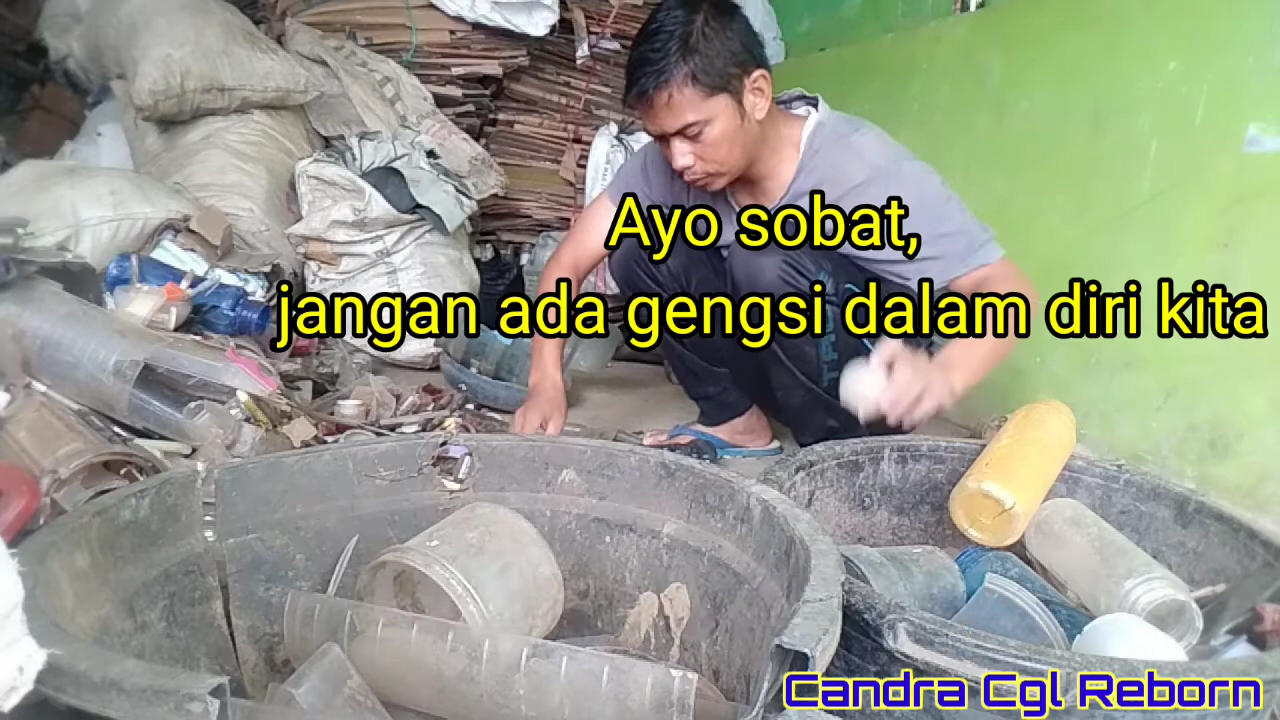 Ayo sobat,
jangan ada gengsi dalam diri kita
Candra Cgl Reborn